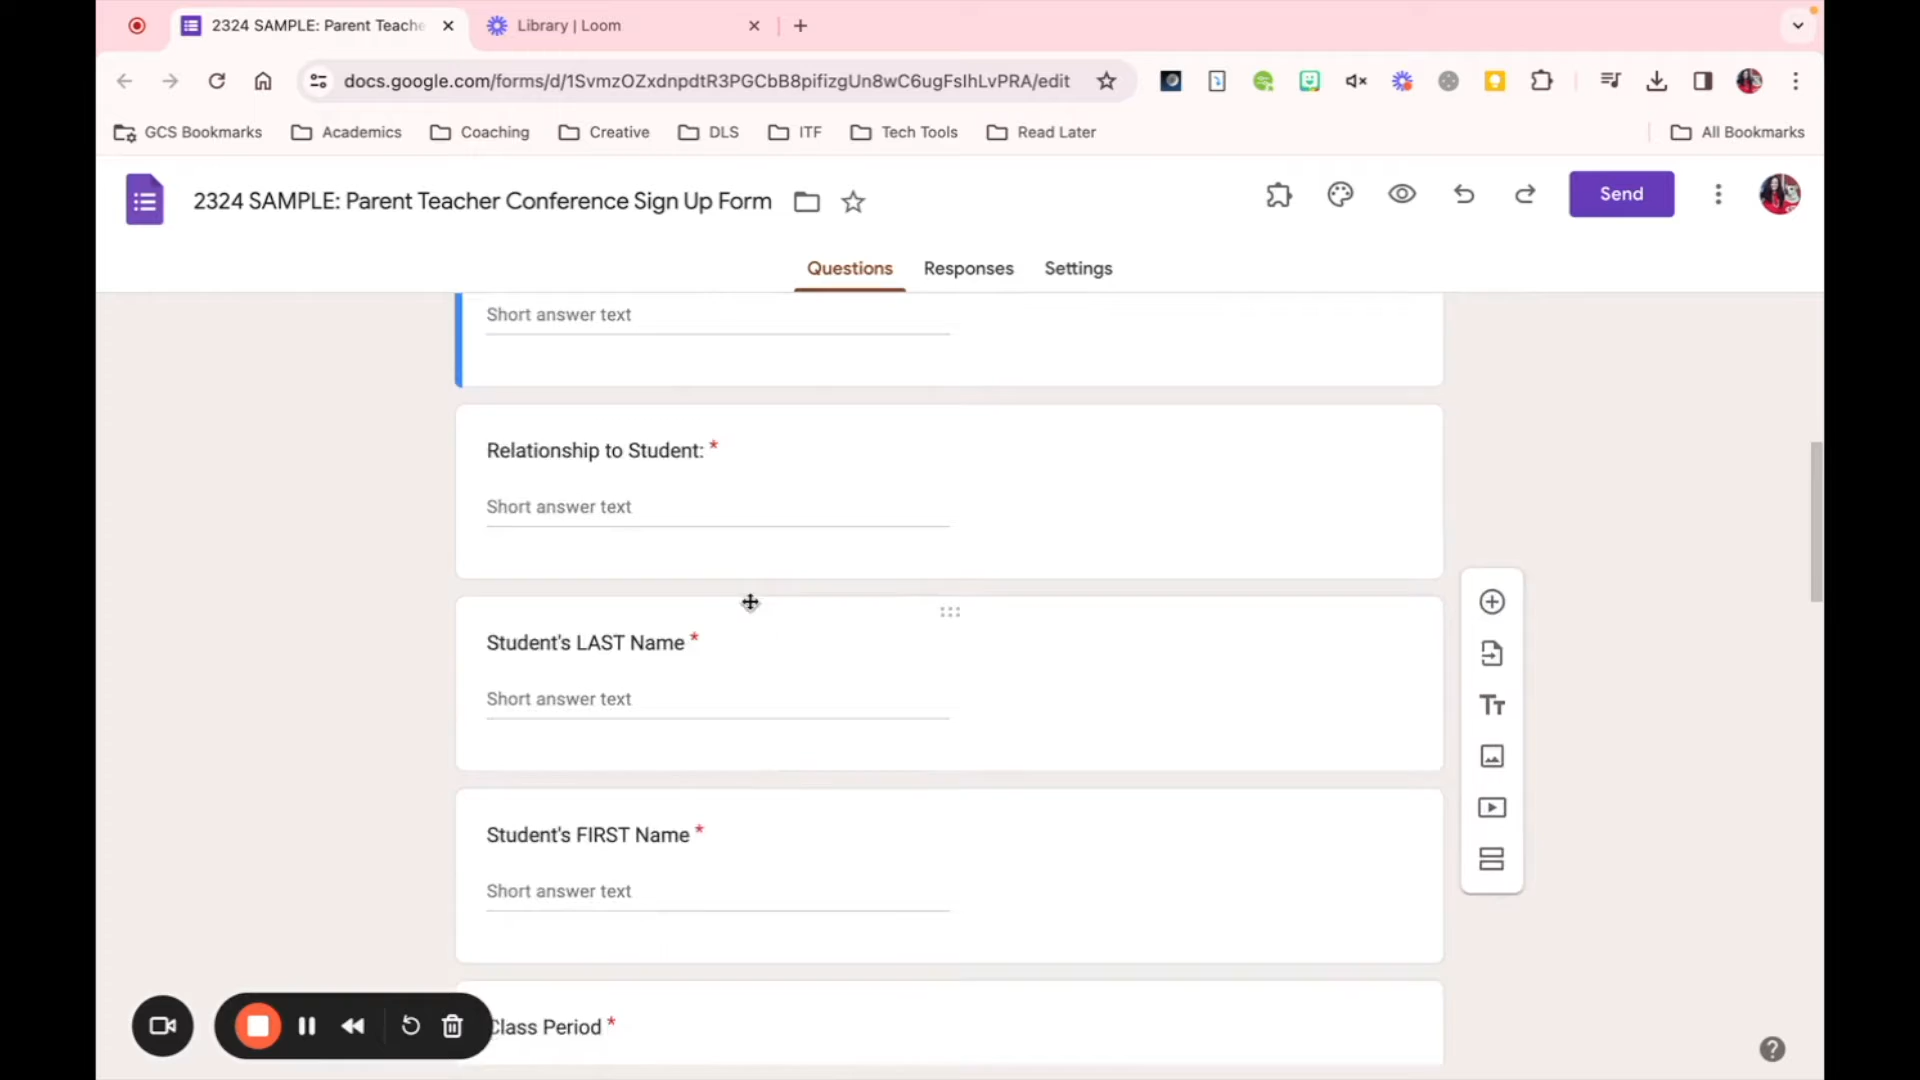 2324 SAMPLE: Parent Teache
Library | Loom
docs.google.com/forms/d/1SvmzOZxdnpdtR3PGCbB8pifizgUn8wC6ugFsIhLvPRA/edit
GCS Bookmarks
Academics
Coaching
Creative
DLS
ITF
Tech Tools
Read Later
All Bookmarks
2324 SAMPLE: Parent Teacher Conference Sign Up Form
Send
Questions
Responses
Settings
Short answer text
Relationship to Student: *
Short answer text
Student's LAST Name *
Short answer text
Student's FIRST Name *
Short answer text
Class Period *